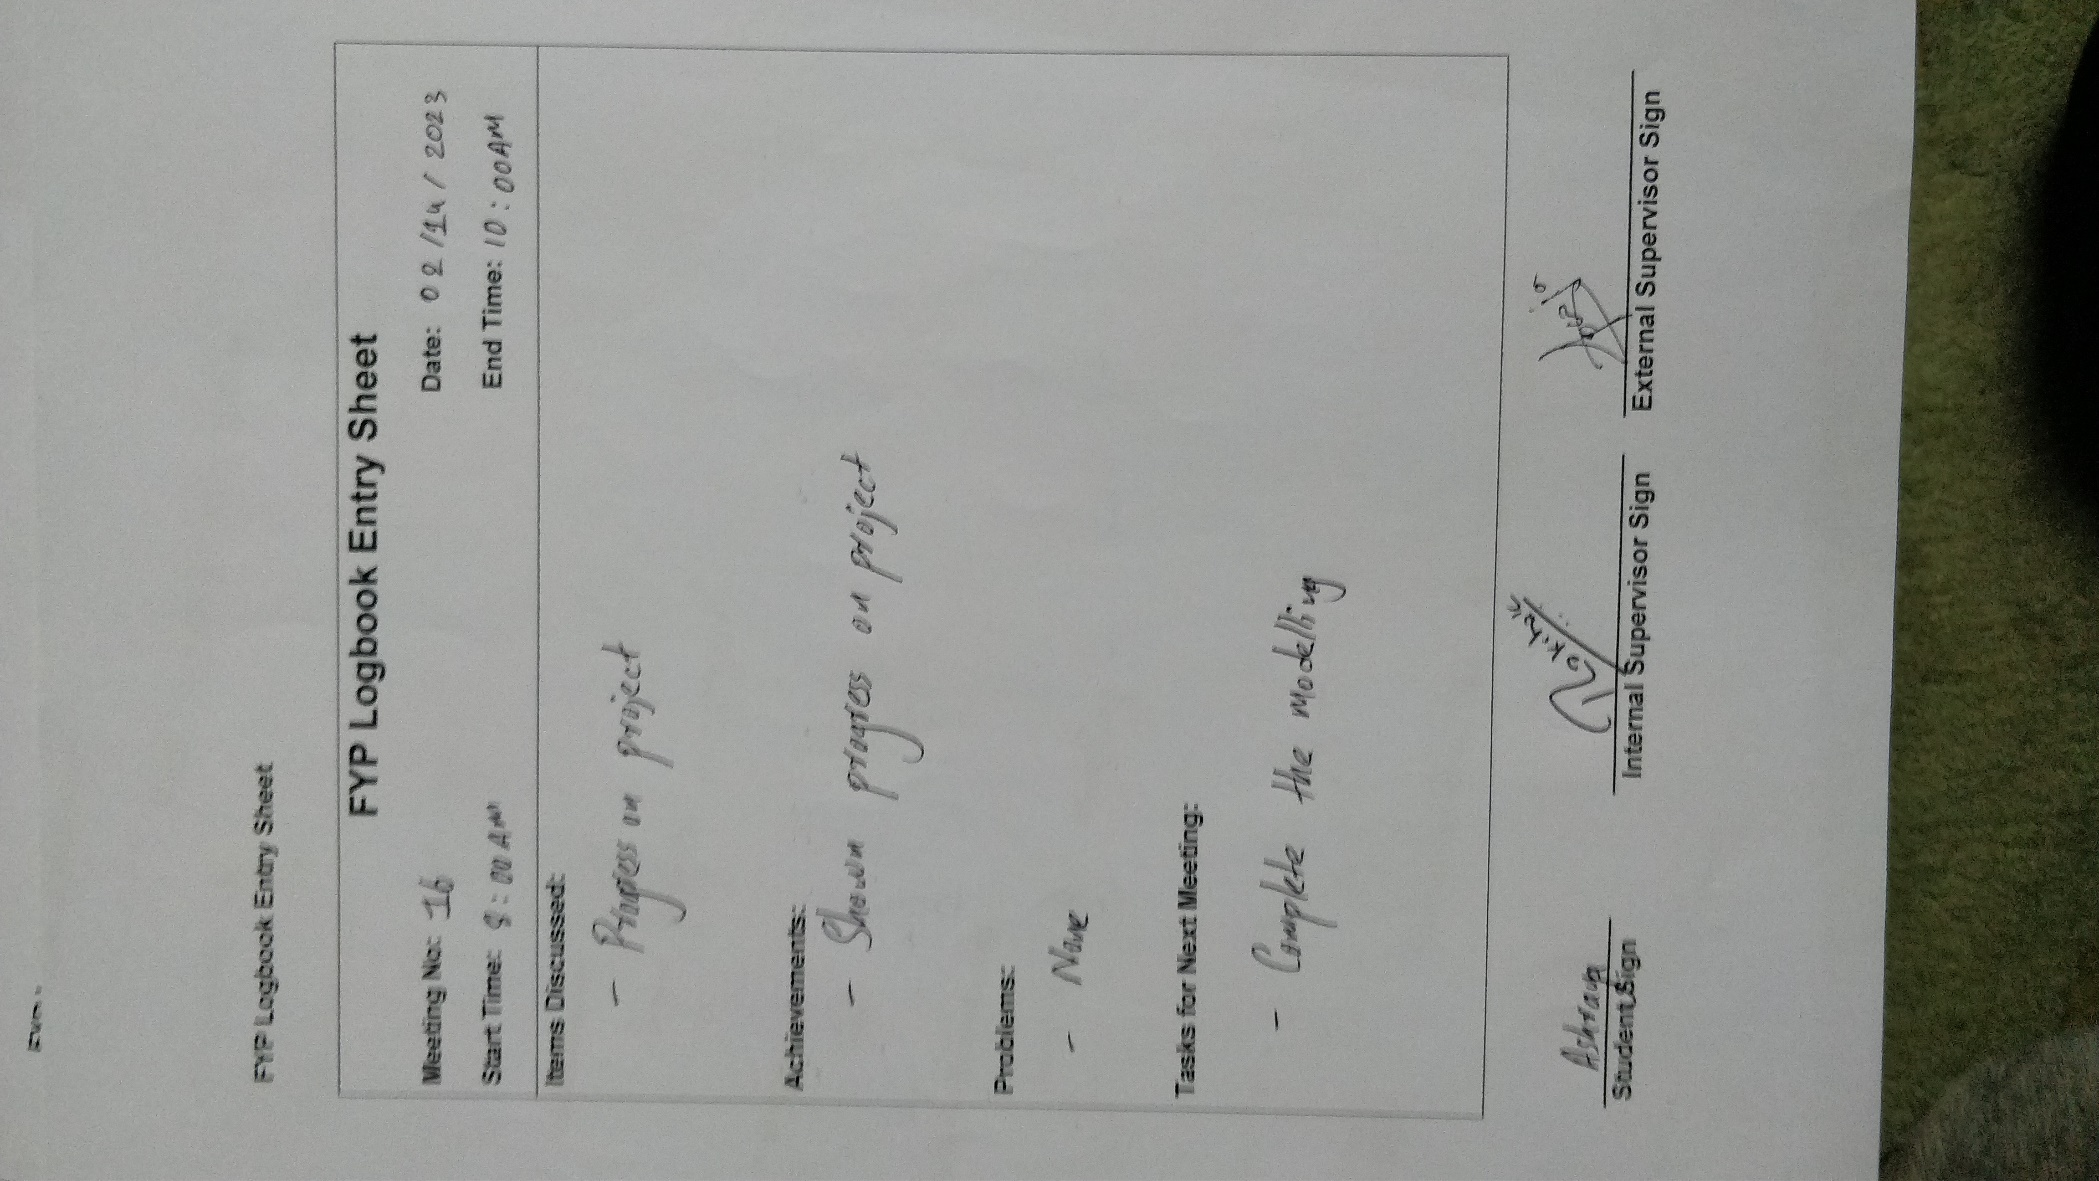 FYP Logbook Entry Sheet
FYP Logbook Entry Sheet
Meeting No: 16 Date: 02/14/2023
Start Time: 8:00 AM End Time: 10:00AM
Items Discussed:
- Progress on project
Achievements:
- Shown progress on project
Problems:
- None
Tasks for Next Meeting:
- Complete the modelling
Student Sign Internal Supervisor Sign External Supervisor Sign